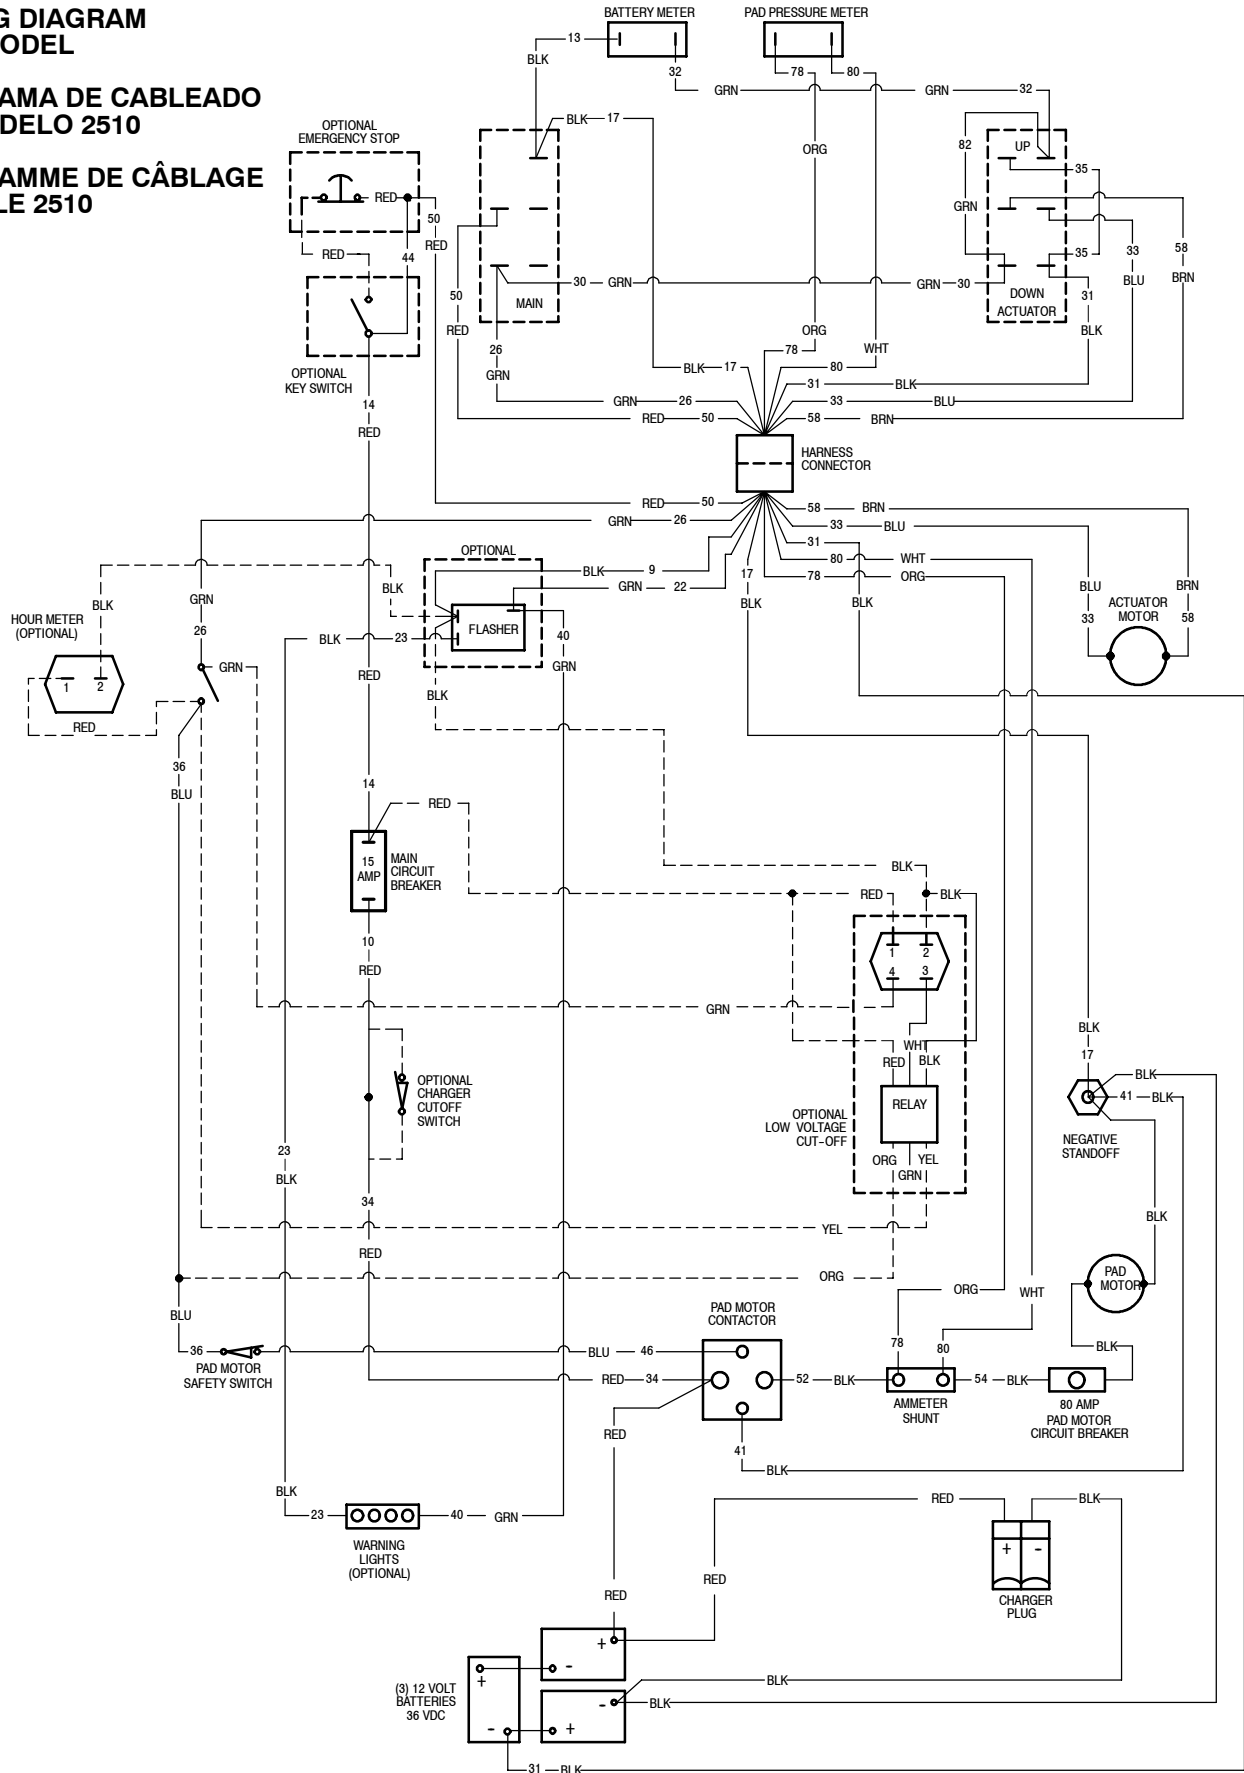 G DIAGRAM
ODEL
AMA DE CABLEADO
DELO 2510
AMME DE CÂBLAGE
LE 2510
BATTERY METER
PAD PRESSURE METER
13
BLK
32
78
80
GRN
GRN
32
OPTIONAL
EMERGENCY STOP
BLK
17
ORG
82
UP
35
RED
50
RED
GRN
RED
44
33
58
35
BLU
BRN
30
GRN
GRN
30
50
RED
MAIN
DOWN
ACTUATOR
31
BLK
26
GRN
ORG
78
WHT
OPTIONAL
KEY SWITCH
BLK
17
80
31
BLK
14
RED
GRN
26
33
BLU
RED
50
58
BRN
HARNESS
CONNECTOR
RED
50
58
BRN
GRN
26
33
BLU
31
OPTIONAL
80
WHT
BLK
9
17
78
ORG
BLK
GRN
22
BLK
GRN
BLK
BLK
BLU
BRN
HOUR METER
(OPTIONAL)
26
ACTUATOR
MOTOR
33
58
FLASHER
BLK
23
40
GRN
GRN
RED
1
2
BLK
RED
36
BLU
14
RED
15
AMP
MAIN
CIRCUIT
BREAKER
BLK
RED
BLK
10
RED
1
2
4
3
GRN
BLK
17
WHT
RED
BLK
BLK
OPTIONAL
CHARGER
CUTOFF
SWITCH
RELAY
41
BLK
OPTIONAL
LOW VOLTAGE
CUT-OFF
NEGATIVE
STANDOFF
23
BLK
ORG
YEL
GRN
34
BLK
YEL
RED
ORG
PAD
MOTOR
ORG
WHT
BLU
PAD MOTOR
CONTACTOR
78
80
BLK
36
BLU
46
PAD MOTOR
SAFETY SWITCH
RED
34
52
BLK
54
BLK
AMMETER
SHUNT
80 AMP
PAD MOTOR
CIRCUIT BREAKER
RED
41
BLK
BLK
RED
BLK
23
40
GRN
WARNING
LIGHTS
(OPTIONAL)
+
-
RED
RED
CHARGER
PLUG
+
-
+
BLK
(3) 12 VOLT
BATTERIES
36 VDC
-
BLK
-
+
31
BLK